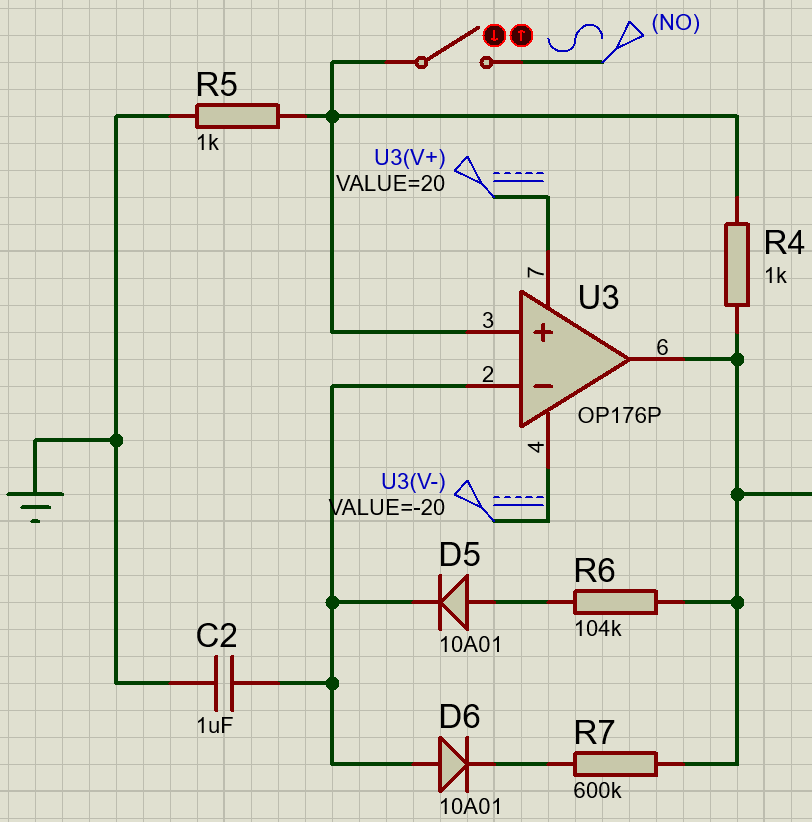 (NO)
R5
1k
U3(V+)
VALUE=20
R4
1k
7
U3
3
6
2
OP176P
4
U3(V-)
VALUE=-20
D5
10A01
R6
104k
C2
1uF
D6
10A01
R7
600k